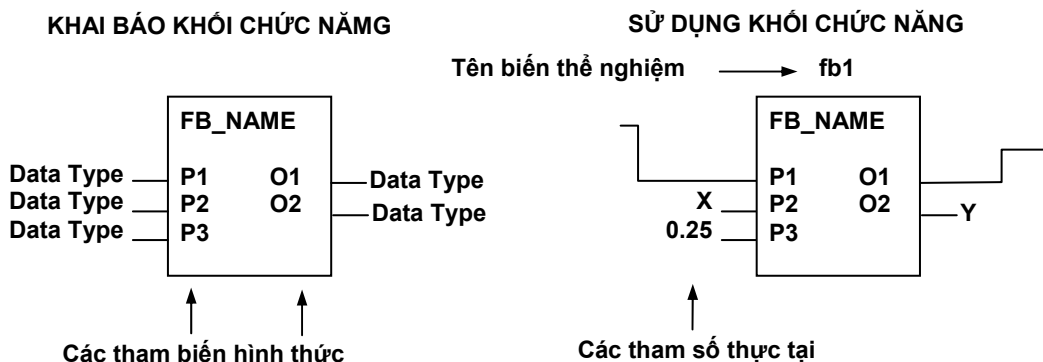 KHAI BÁO KHỐI CHỨC NĂMG
Data Type
Data Type
Data Type
FB_NAME
P1 O1
P2 O2
P3
Data Type
Data Type
Các tham biến hình thức
SỬ DỤNG KHỐI CHỨC NĂNG
Tên biến thể nghiệm fb1
FB_NAME
P1 O1
X P2 O2 Y
0.25 P3
Các tham số thực tại